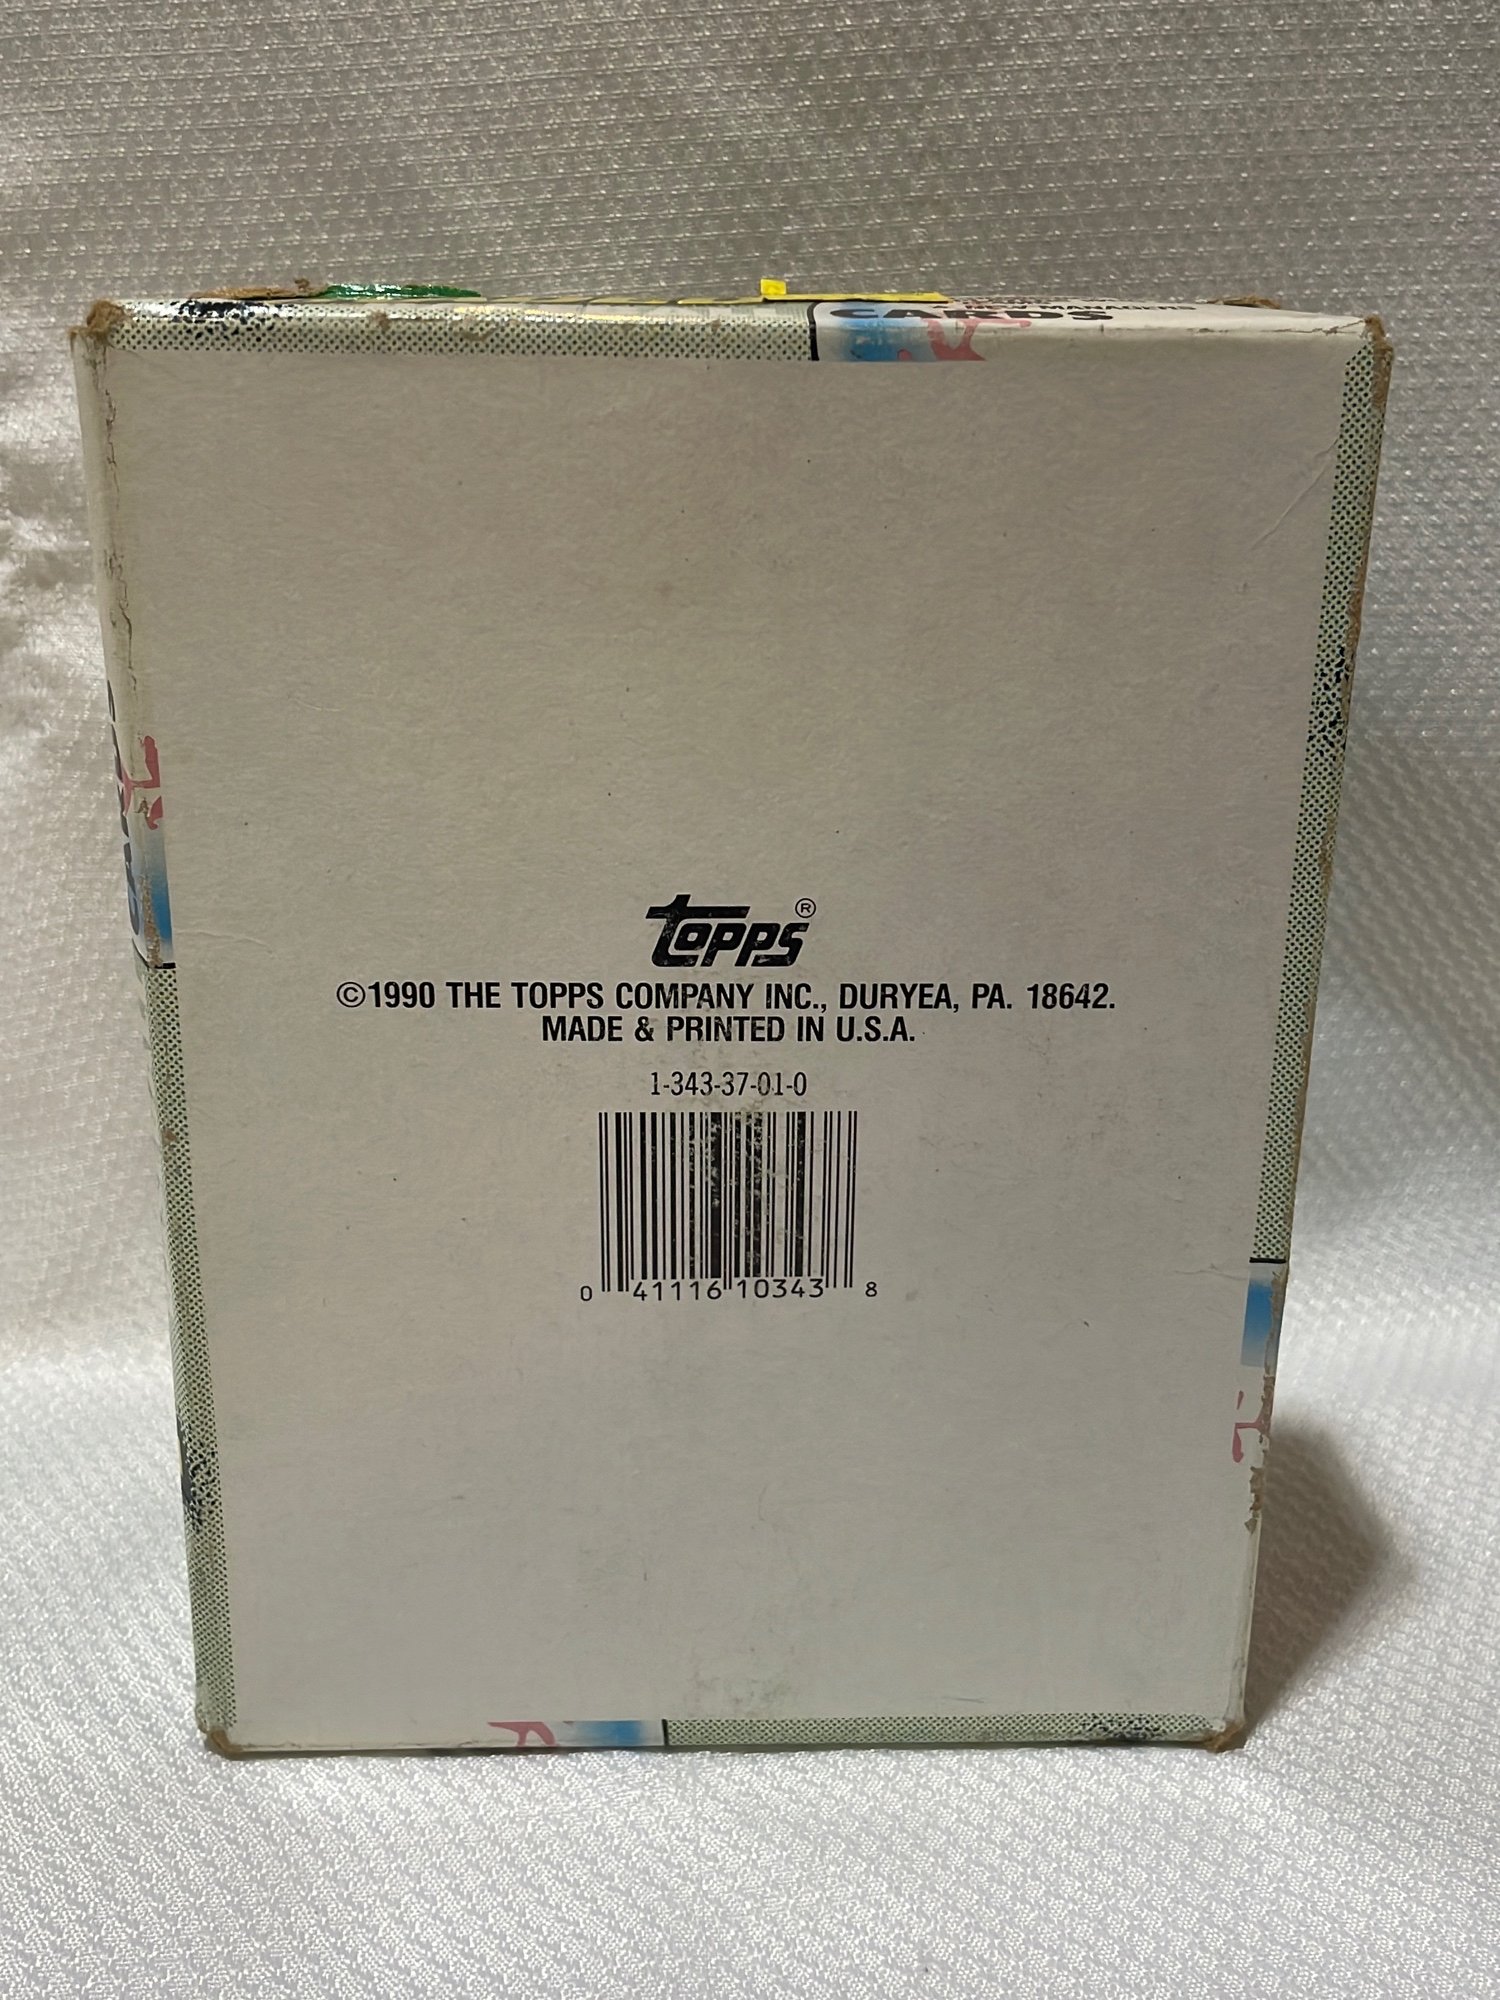 CARDS
MANAGERS
topps®
©1990 THE TOPPS COMPANY INC., DURYEA, PA. 18642.
MADE & PRINTED IN U.S.A.
1-343-37-01-0
0 41116 10343 8